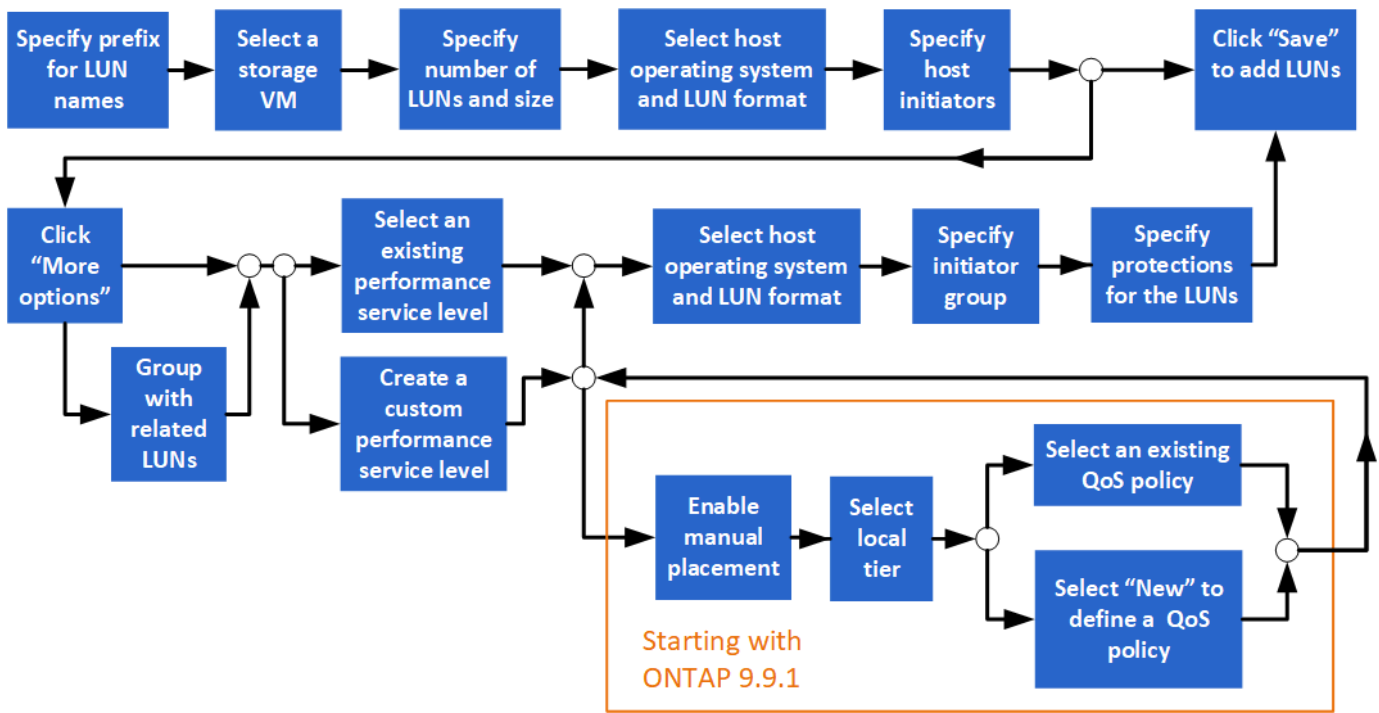 Specify prefix
for LUN
names
Select a
storage
VM
Specify
number of
LUNs and size
Select host
operating system
and LUN format
Specify
host
initiators
Click “Save”
to add LUNs
Click
“More
options”
Group
with
related
LUNs
Select an
existing
performance
service level
Create a
custom
performance
service level
Select host
operating system
and LUN format
Specify
initiator
group
Specify
protections
for the LUNs
Enable
manual
placement
Select
local
tier
Select an existing
QoS policy
Select “New” to
define a QoS
policy
Starting with
ONTAP 9.9.1